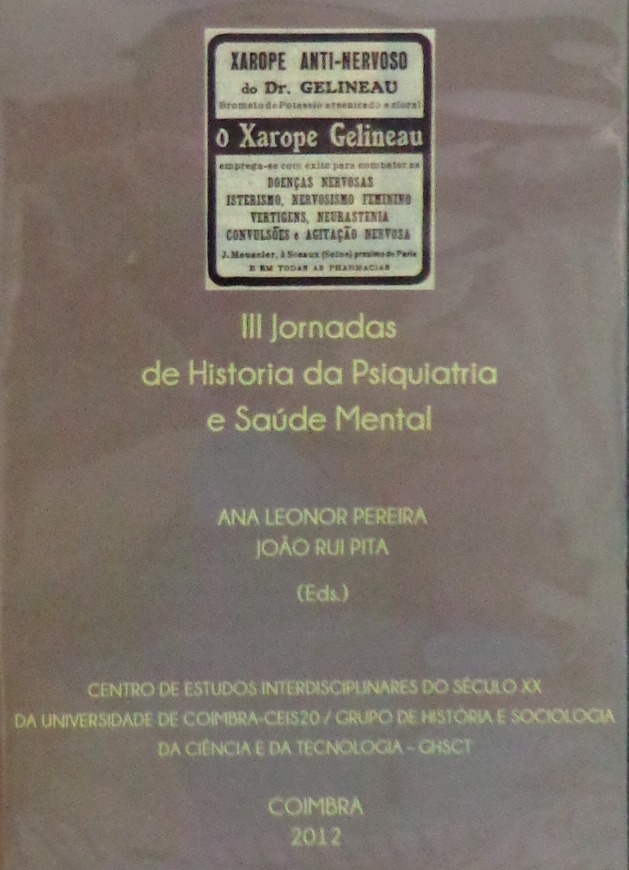 XAROPE ANTI-NERVOSO
do Dr. GELINEAU
Brometo de Potassio arsenicado e cloral
O Xarope Gelineau
emprega-se com exito para combater as
DOENÇAS NERVOSAS
ISTERISMO, NERVOSISMO FEMININO
VERTIGENS, NEURASTENIA
CONVULSÕES e AGITAÇÃO NERVOSA
J. Mousnier, à Sceaux (Seine) proximo de Paris
E EM TODAS AS PHARMACIAS
III Jornadas
de Historia da Psiquiatria
e Saúde Mental
ANA LEONOR PEREIRA
JOÃO RUI PITA
(Eds.)
CENTRO DE ESTUDOS INTERDISCIPLINARES DO SÉCULO XX
DA UNIVERSIDADE DE COIMBRA-CEIS20 / GRUPO DE HISTÓRIA E SOCIOLOGIA
DA CIÊNCIA E DA TECNOLOGIA - GHSCT
COIMBRA
2012